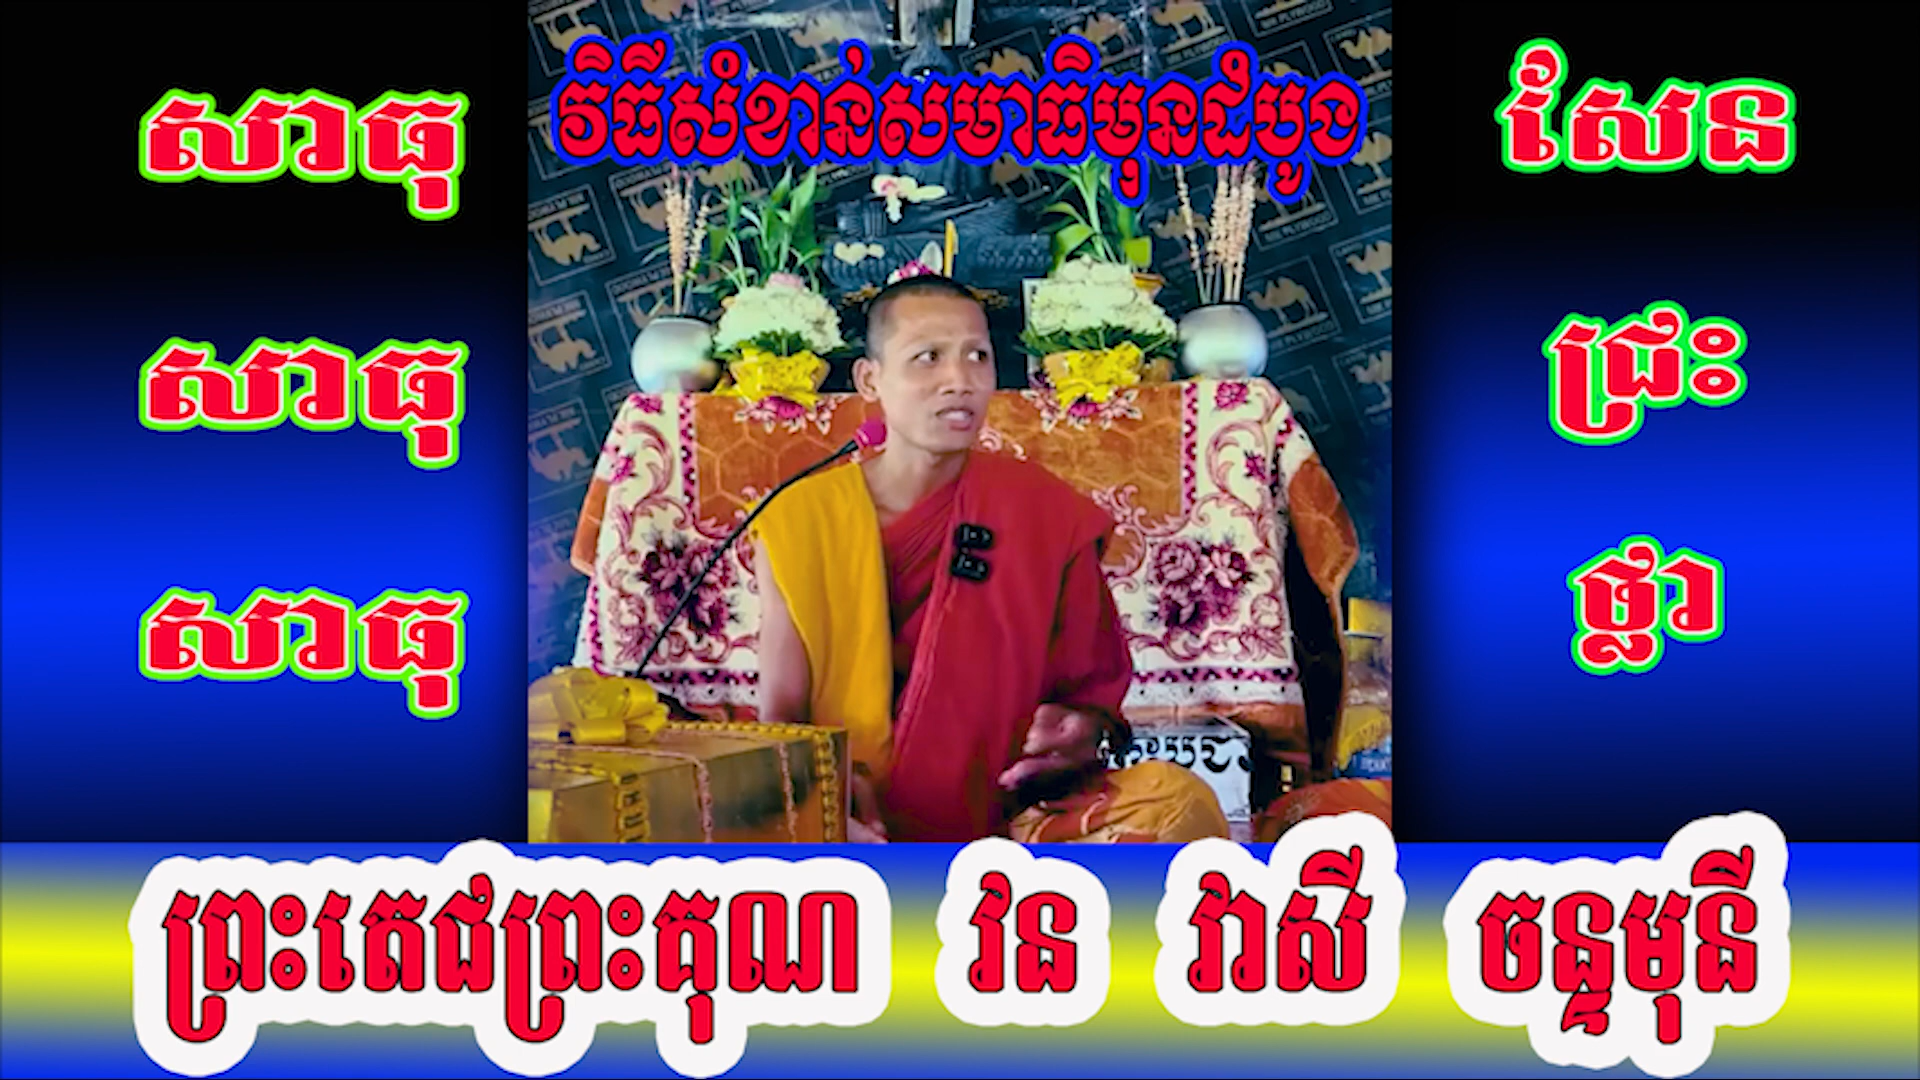 វិធីសំខាន់សមាធិមុនដំបូង
សាធុ
សាធុ
សាធុ
សែន
ជ្រះ
ថ្លា
ព្រះតេជព្រះគុណ វន វាសី ចន្ទមុនី